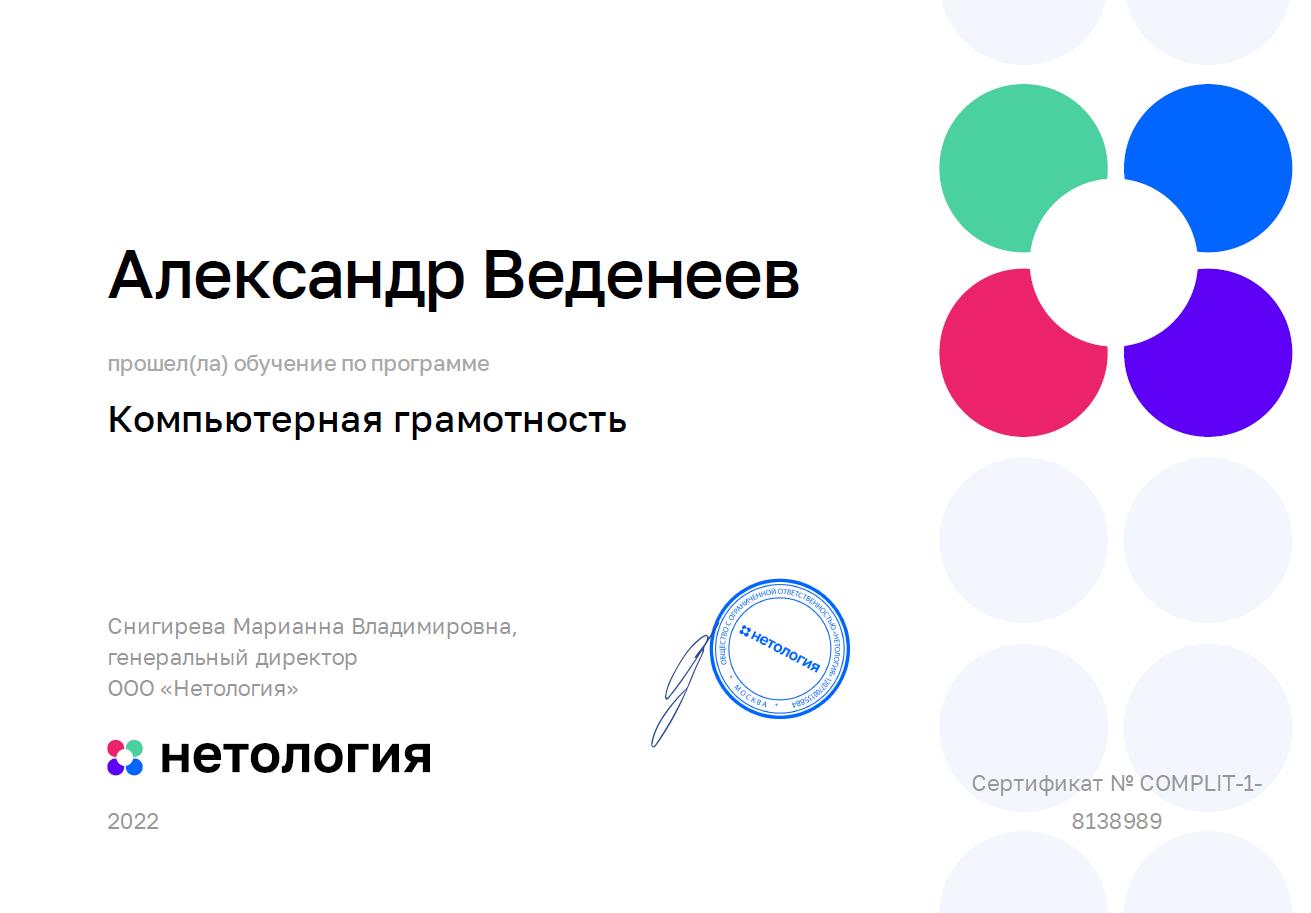 Александр Веденеев
прошел(ла) обучение по программе
Компьютерная грамотность
Снигирева Марианна Владимировна,
генеральный директор
ООО «Нетология»
ОБЩЕСТВО С ОГРАНИЧЕННОЙ ОТВЕТСТВЕННОСТЬЮ «НЕТОЛОГИЯ» 1207700135884
нетология
* МОСКВА *
нетология
2022
Сертификат № COMPLIT-1-
8138989